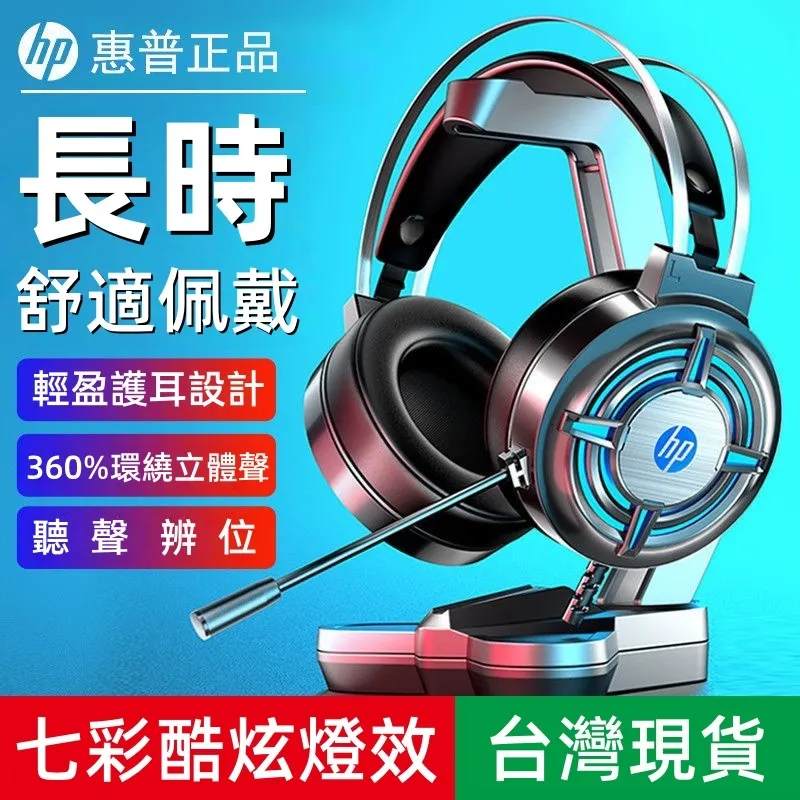 hp 惠普正品
長時
舒適佩戴
輕盈護耳設計
360%環繞立體聲
聽聲辨位
hp
七彩酷炫燈效
台灣現貨